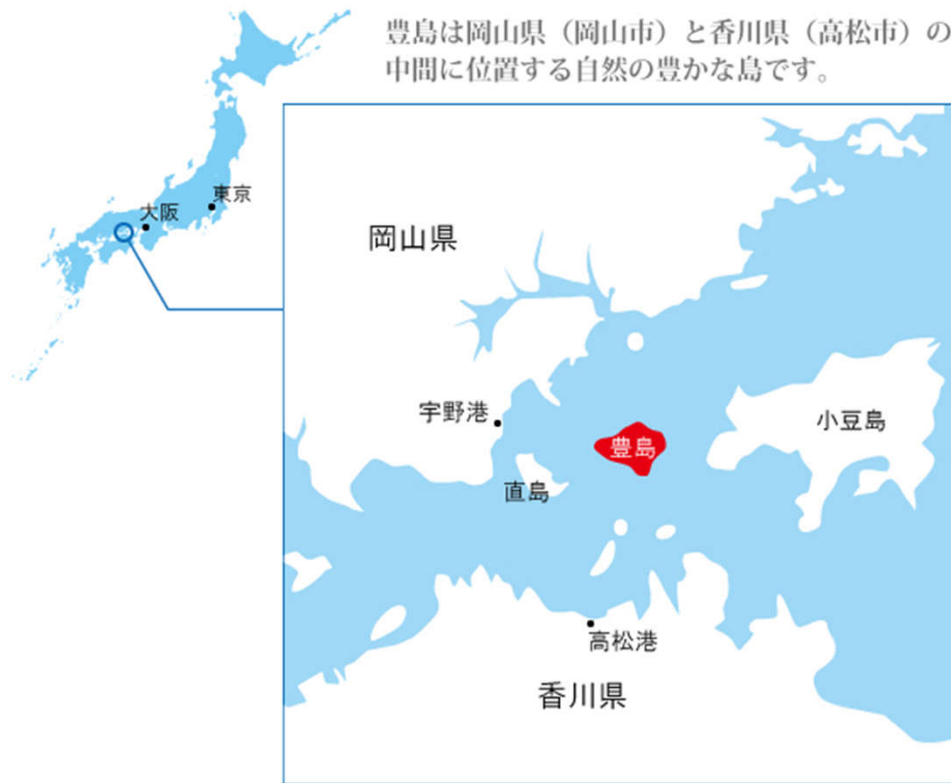 豊島は岡山県（岡山市）と香川県（高松市）の
中間に位置する自然の豊かな島です。
東京
大阪
岡山県
宇野港
豊島
小豆島
直島
高松港
香川県